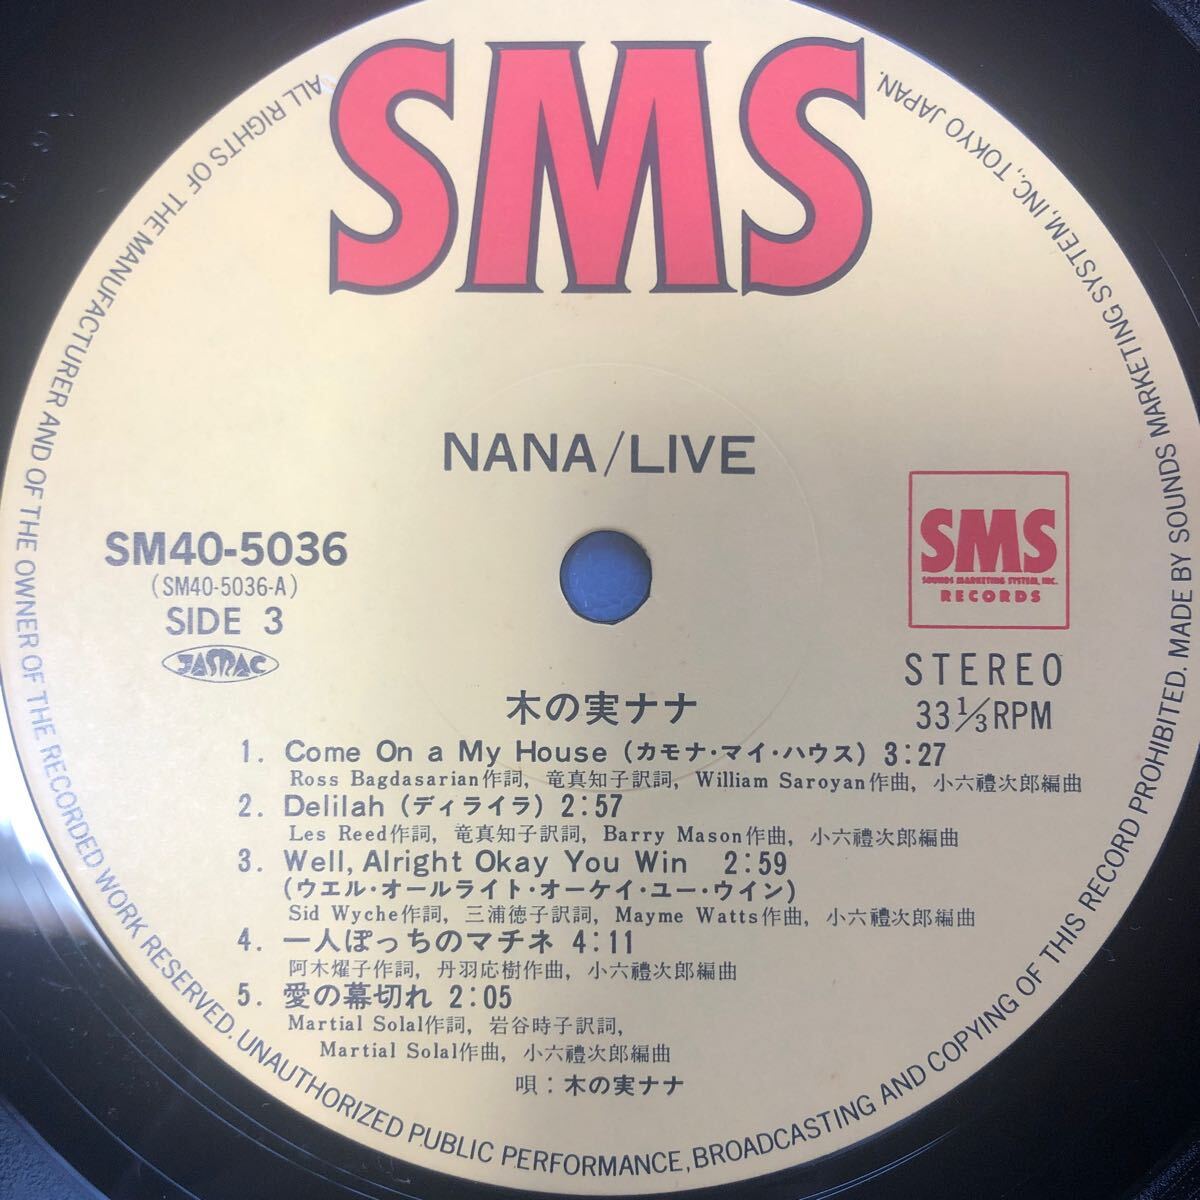 SMS
NANA/LIVE
SM40-5036
(SM40-5036-A)
SIDE 3
JASRAC
SMS
SOUNDS MARKETING SYSTEM, INC.
RECORDS
STEREO
33 1/3 RPM
木の実ナナ
1. Come On a My House (カモナ・マイ・ハウス) 3:27
Ross Bagdasarian作詞, 竜真知子訳詞, William Saroyan作曲, 小六禮次郎編曲
2. Delilah (ディライラ) 2:57
Les Reed作詞, 竜真知子訳詞, Barry Mason作曲, 小六禮次郎編曲
3. Well, Alright Okay You Win 2:59
(ウエル・オールライト・オーケイ・ユー・ウイン)
Sid Wyche作詞, 三浦徳子訳詞, Mayme Watts作曲, 小六禮次郎編曲
4. 一人ぽっちのマチネ 4:11
阿木燿子作詞, 丹羽応樹作曲, 小六禮次郎編曲
5. 愛の幕切れ 2:05
Martial Solal作詞, 岩谷時子訳詞,
Martial Solal作曲, 小六禮次郎編曲
唄：木の実ナナ
ALL RIGHTS OF THE MANUFACTURER AND OF THE OWNER OF THE RECORDED WORK RESERVED. UNAUTHORIZED PUBLIC PERFORMANCE, BROADCASTING AND COPYING OF THIS RECORD PROHIBITED. MADE BY SOUNDS MARKETING SYSTEM, INC., TOKYO JAPAN.